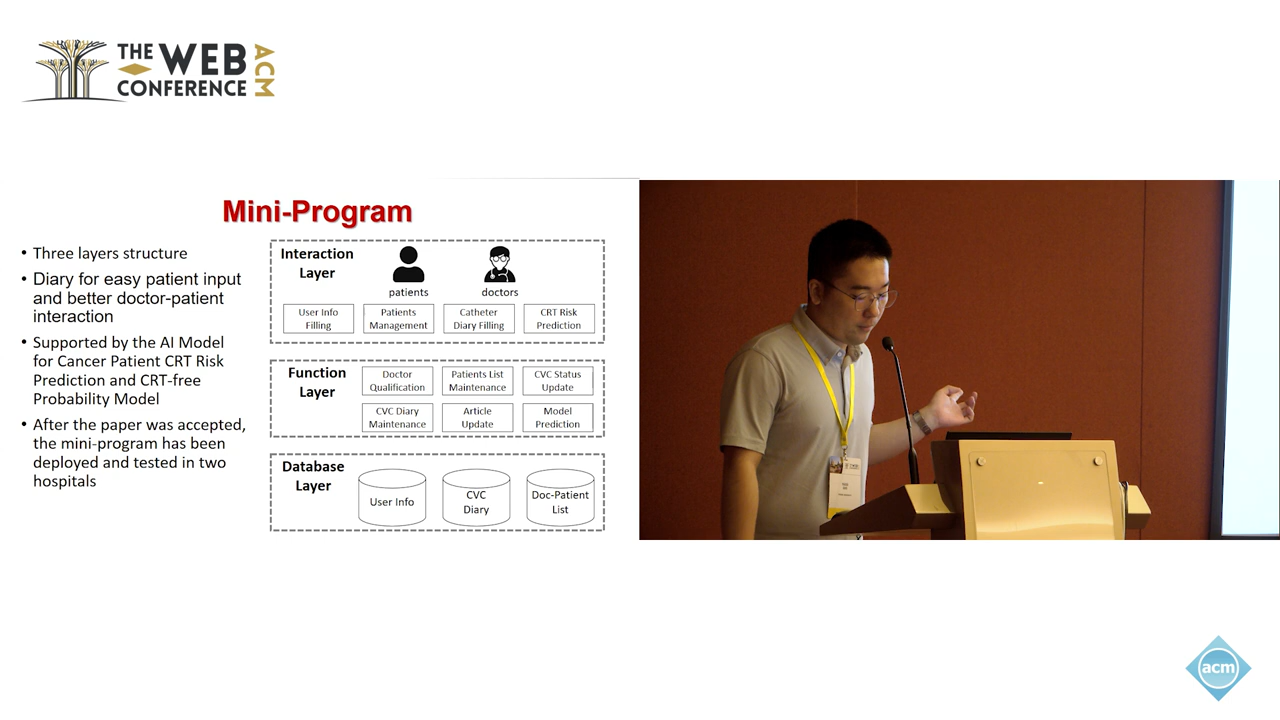 THE WEB
CONFERENCE
ACM
Mini-Program
• Three layers structure
• Diary for easy patient input
and better doctor-patient
interaction
• Supported by the AI Model
for Cancer Patient CRT Risk
Prediction and CRT-free
Probability Model
• After the paper was accepted,
the mini-program has been
deployed and tested in two
hospitals
Interaction
Layer
patients
doctors
User Info
Filling
Patients
Management
Catheter
Diary Filling
CRT Risk
Prediction
Function
Layer
Doctor
Qualification
Patients List
Maintenance
CVC Status
Update
CVC Diary
Maintenance
Article
Update
Model
Prediction
Database
Layer
User Info
CVC
Diary
Doc-Patient
List
acm